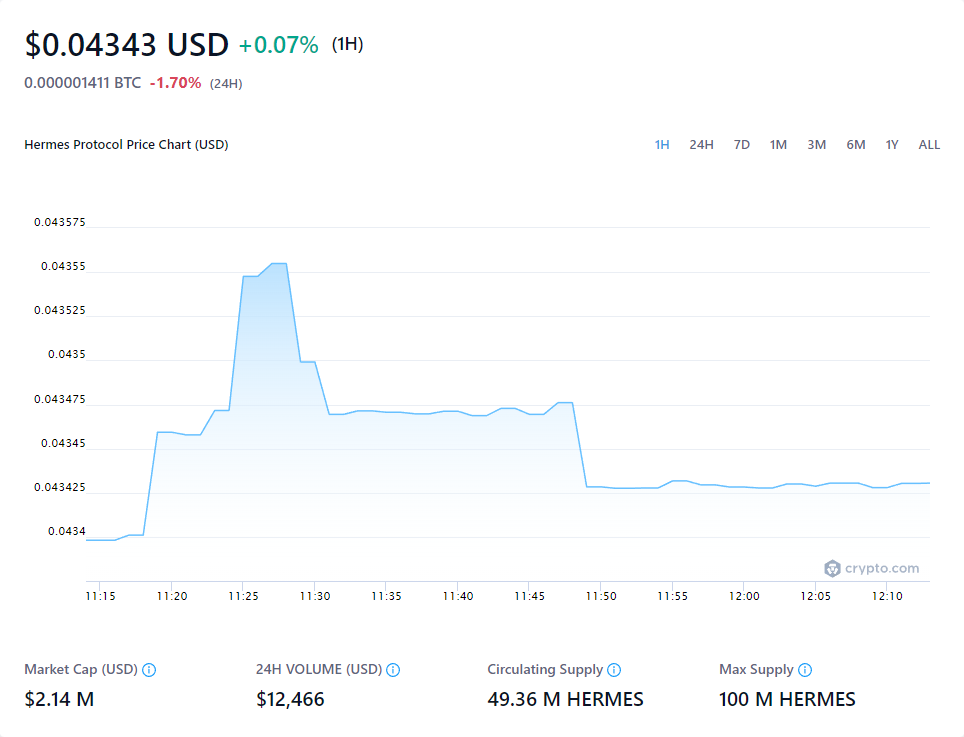 $0.04343 USD +0.07% (1H)
0.000001411 BTC -1.70% (24H)
Hermes Protocol Price Chart (USD) 1H 24H 7D 1M 3M 6M 1Y ALL
0.043575
0.04355
0.043525
0.0435
0.043475
0.04345
0.043425
0.0434
crypto.com
11:15 11:20 11:25 11:30 11:35 11:40 11:45 11:50 11:55 12:00 12:05 12:10
Market Cap (USD) 24H VOLUME (USD) Circulating Supply Max Supply
$2.14 M $12,466 49.36 M HERMES 100 M HERMES